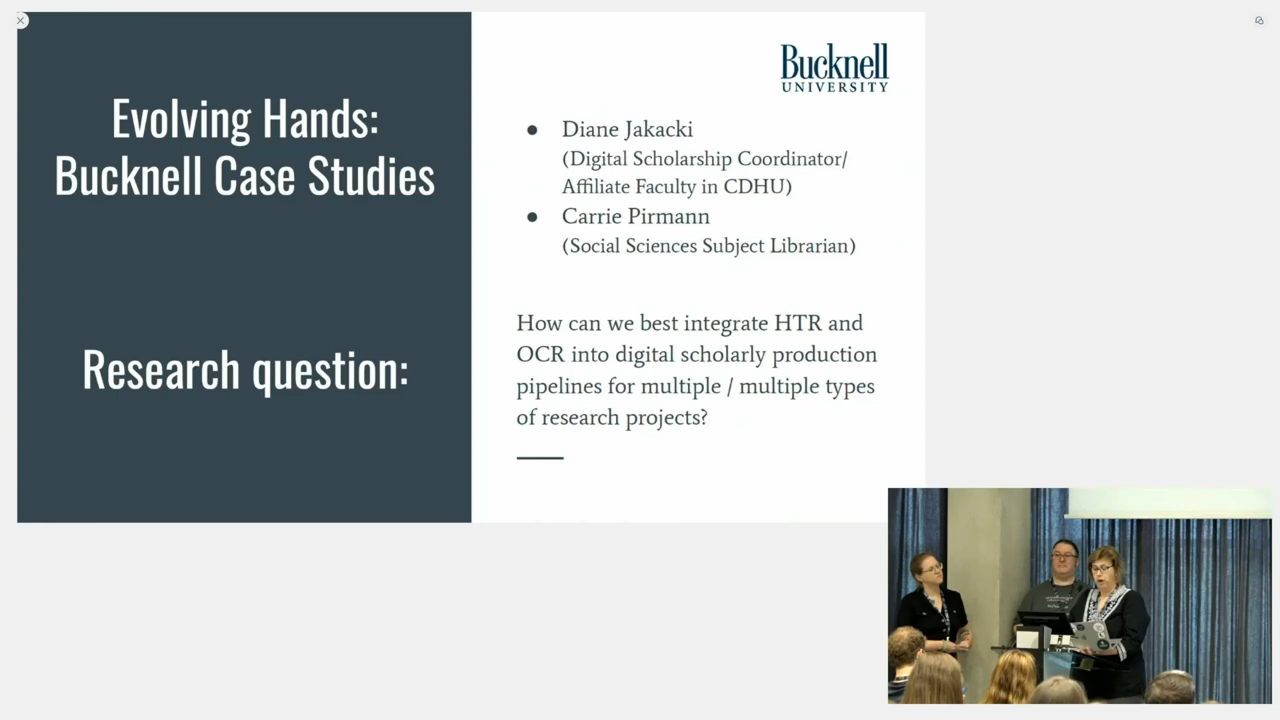 Evolving Hands:
Bucknell Case Studies
Research question:
Bucknell
UNIVERSITY
● Diane Jakacki
(Digital Scholarship Coordinator/
Affiliate Faculty in CDHU)
● Carrie Pirmann
(Social Sciences Subject Librarian)
How can we best integrate HTR and
OCR into digital scholarly production
pipelines for multiple / multiple types
of research projects?